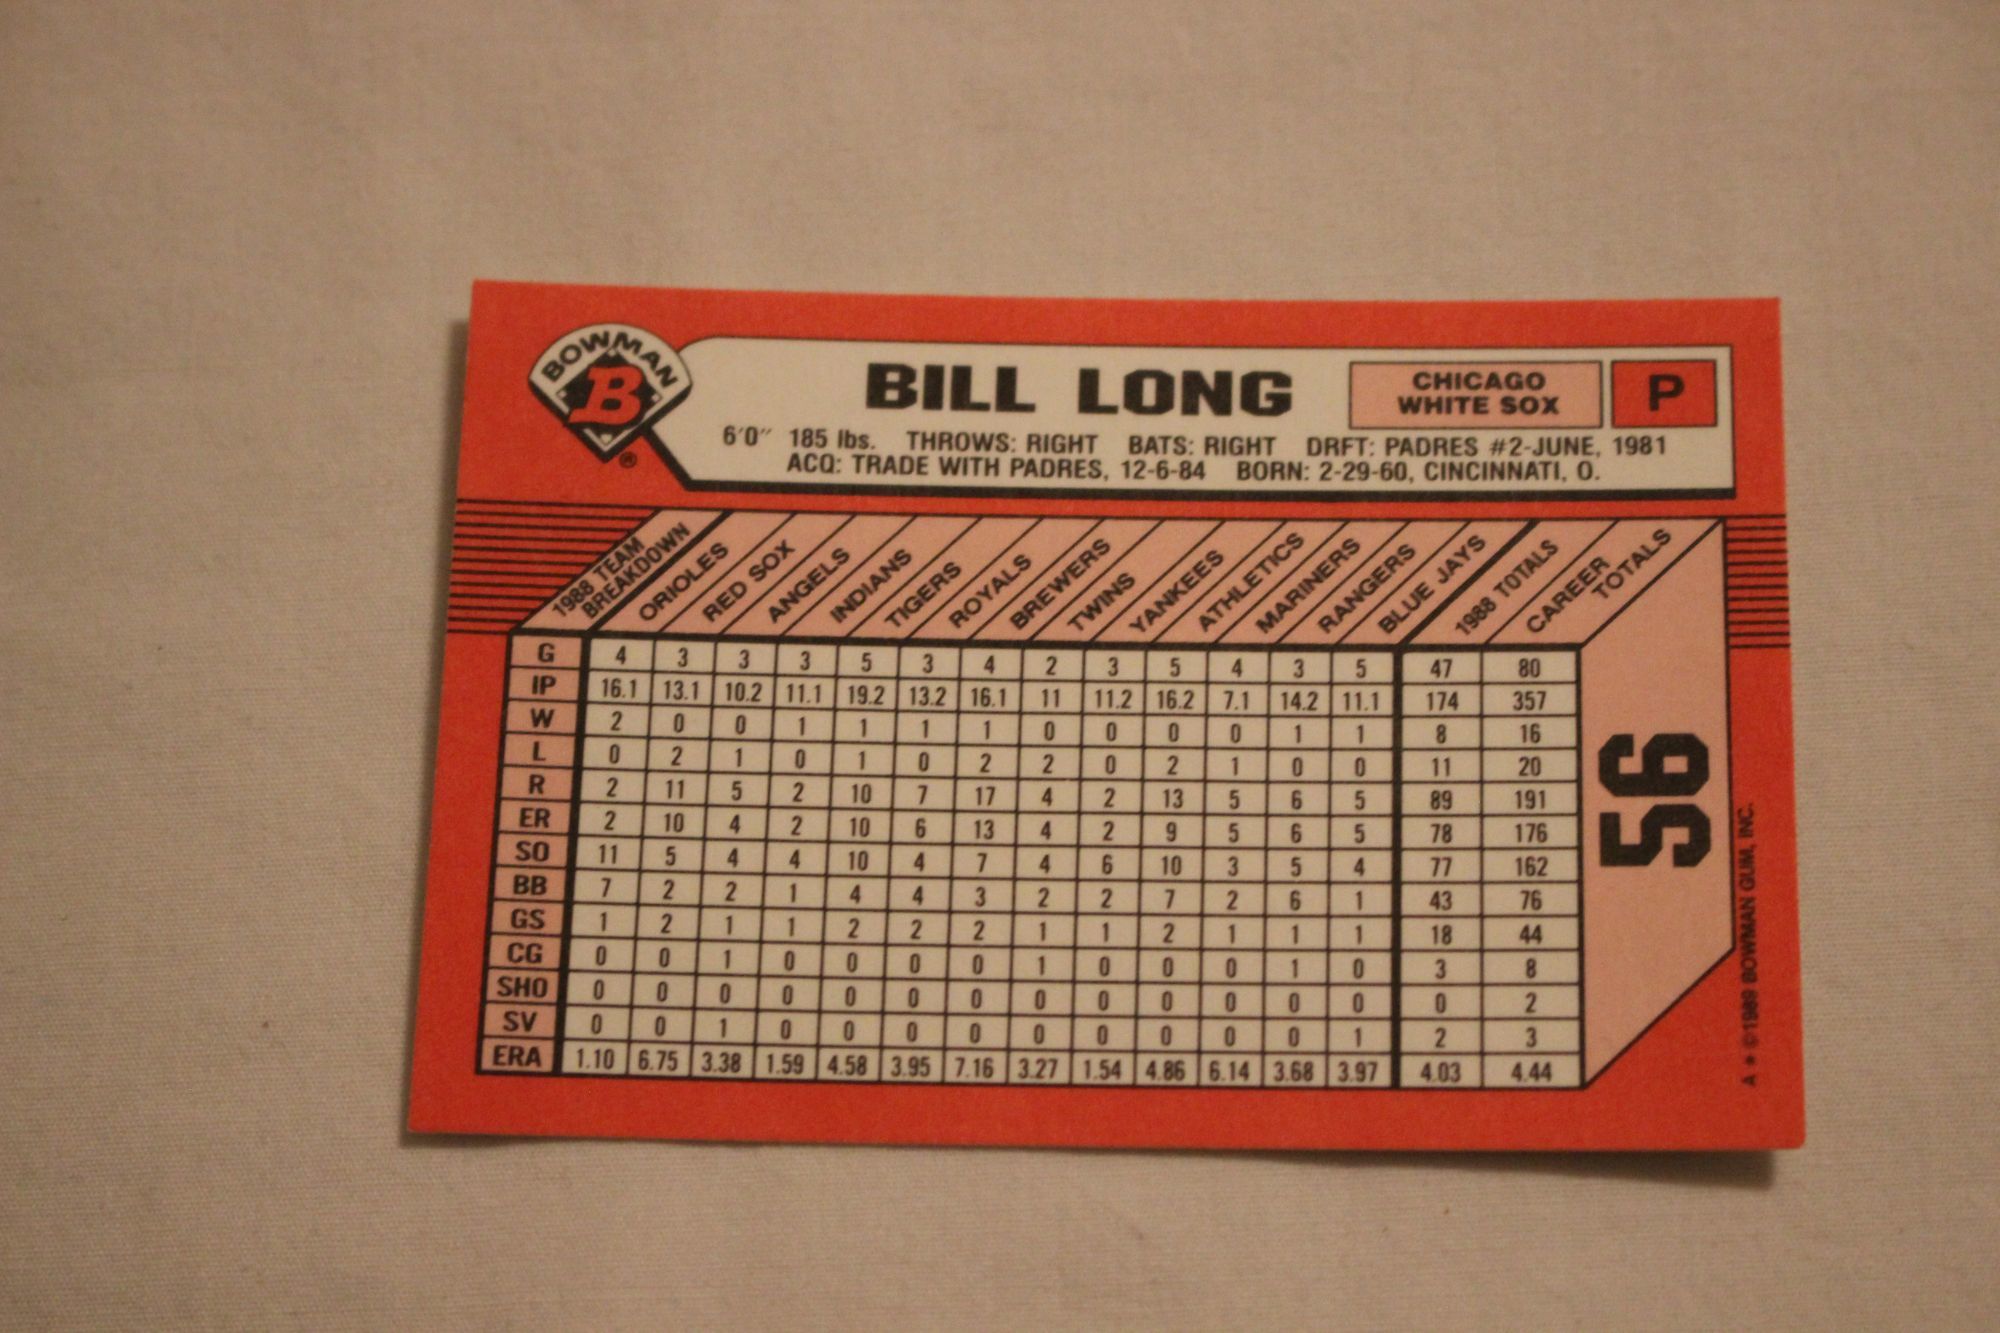 BOWMAN
B
®
BILL LONG
CHICAGO
WHITE SOX
P
6'0" 185 lbs. THROWS: RIGHT BATS: RIGHT DRFT: PADRES #2-JUNE, 1981
ACQ: TRADE WITH PADRES, 12-6-84 BORN: 2-29-60, CINCINNATI, O.
1988 TEAM BREAKDOWN ORIOLES RED SOX ANGELS INDIANS TIGERS ROYALS BREWERS TWINS YANKEES ATHLETICS MARINERS RANGERS BLUE JAYS 1988 TOTALS CAREER TOTALS
G 4 3 3 3 5 3 4 2 3 5 4 3 5 47 80
IP 16.1 13.1 10.2 11.1 19.2 13.2 16.1 11 11.2 16.2 7.1 14.2 11.1 174 357
W 2 0 0 1 1 1 1 0 0 0 0 1 1 8 16
L 0 2 1 0 1 0 2 2 0 2 1 0 0 11 20
R 2 11 5 2 10 7 17 4 2 13 5 6 5 89 191
ER 2 10 4 2 10 6 13 4 2 9 5 6 5 78 176
SO 11 5 4 4 10 4 7 4 6 10 3 5 4 77 162
BB 7 2 2 1 4 4 3 2 2 7 2 6 1 43 76
GS 1 2 1 1 2 2 2 1 1 2 1 1 1 18 44
CG 0 0 1 0 0 0 0 1 0 0 0 1 0 3 8
SHO 0 0 0 0 0 0 0 0 0 0 0 0 0 0 2
SV 0 0 1 0 0 0 0 0 0 0 0 0 1 2 3
ERA 1.10 6.75 3.38 1.59 4.58 3.95 7.16 3.27 1.54 4.86 6.14 3.68 3.97 4.03 4.44
56
A ★★ ©1989 BOWMAN GUM, INC.